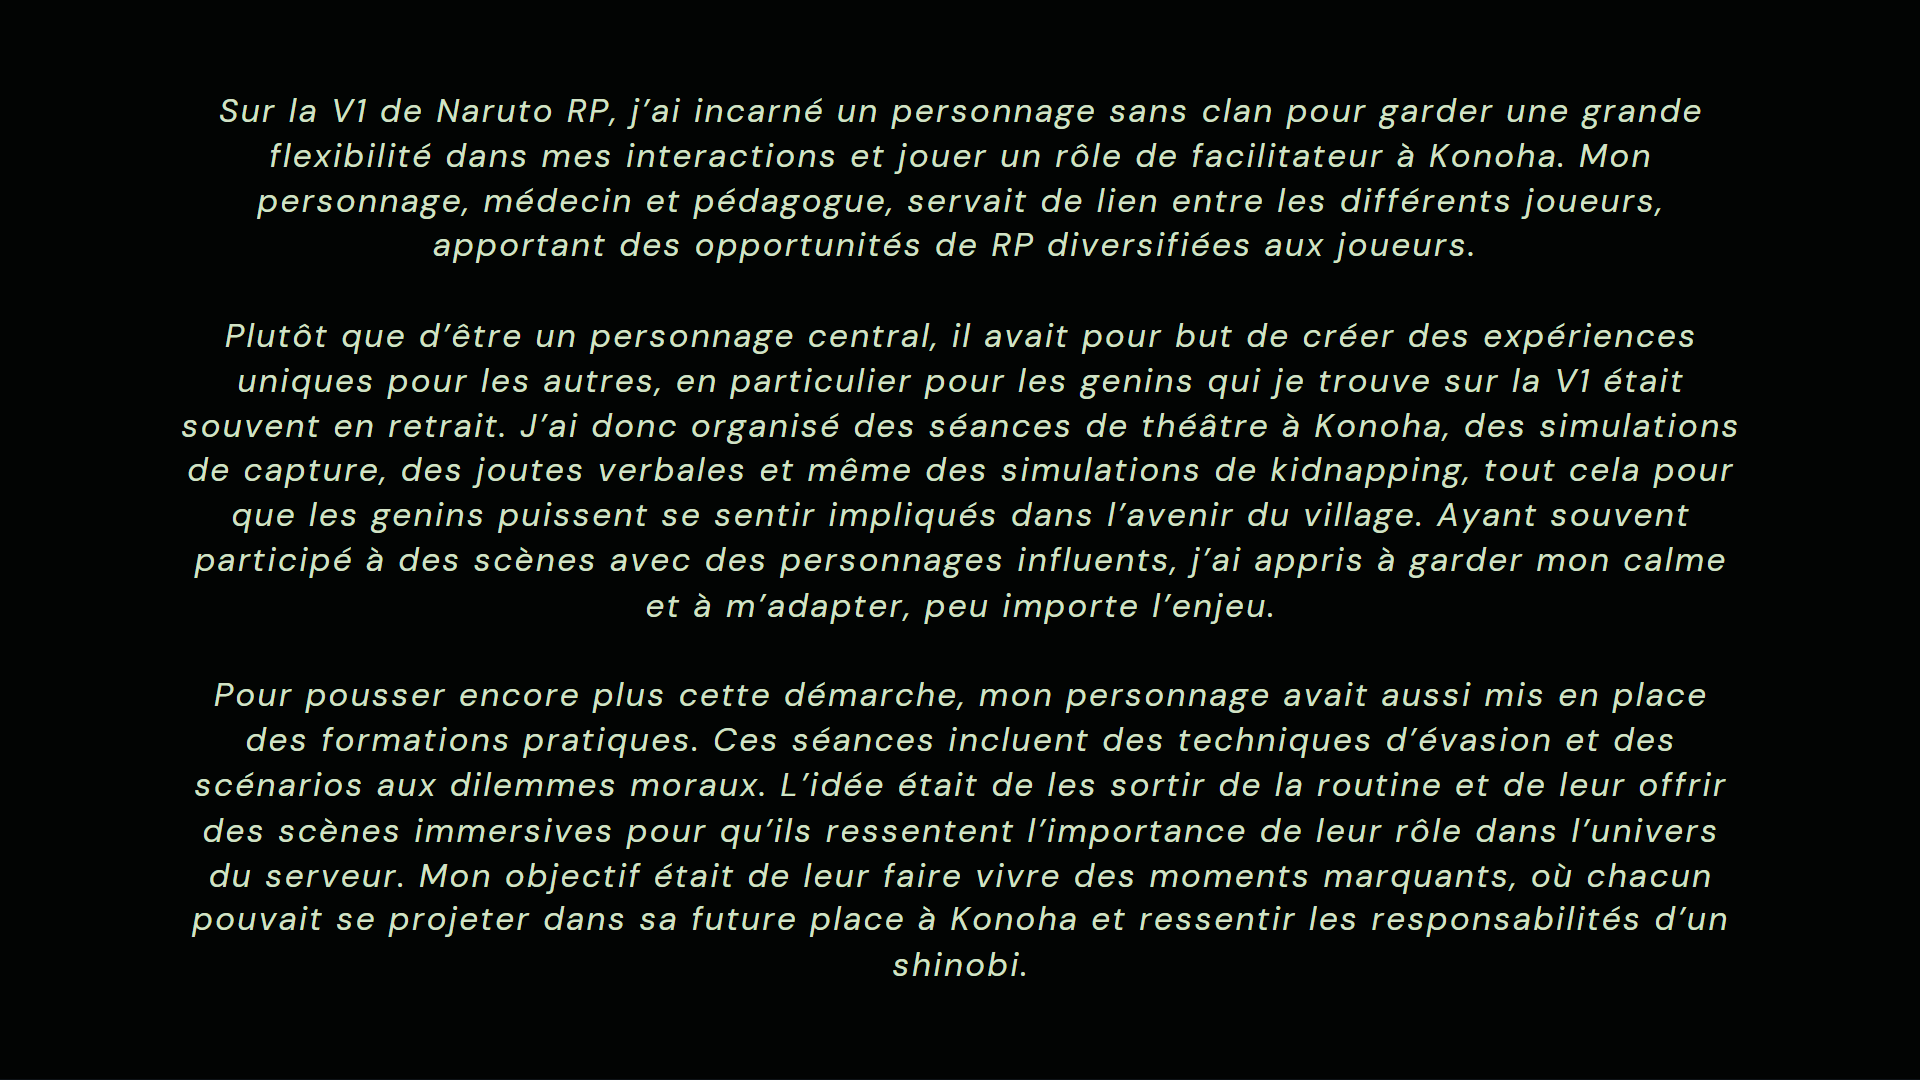 Sur la V1 de Naruto RP, j’ai incarné un personnage sans clan pour garder une grande
flexibilité dans mes interactions et jouer un rôle de facilitateur à Konoha. Mon
personnage, médecin et pédagogue, servait de lien entre les différents joueurs,
apportant des opportunités de RP diversifiées aux joueurs.
Plutôt que d’être un personnage central, il avait pour but de créer des expériences
uniques pour les autres, en particulier pour les genins qui je trouve sur la V1 était
souvent en retrait. J’ai donc organisé des séances de théâtre à Konoha, des simulations
de capture, des joutes verbales et même des simulations de kidnapping, tout cela pour
que les genins puissent se sentir impliqués dans l’avenir du village. Ayant souvent
participé à des scènes avec des personnages influents, j’ai appris à garder mon calme
et à m’adapter, peu importe l’enjeu.
Pour pousser encore plus cette démarche, mon personnage avait aussi mis en place
des formations pratiques. Ces séances incluent des techniques d’évasion et des
scénarios aux dilemmes moraux. L’idée était de les sortir de la routine et de leur offrir
des scènes immersives pour qu’ils ressentent l’importance de leur rôle dans l’univers
du serveur. Mon objectif était de leur faire vivre des moments marquants, où chacun
pouvait se projeter dans sa future place à Konoha et ressentir les responsabilités d’un
shinobi.